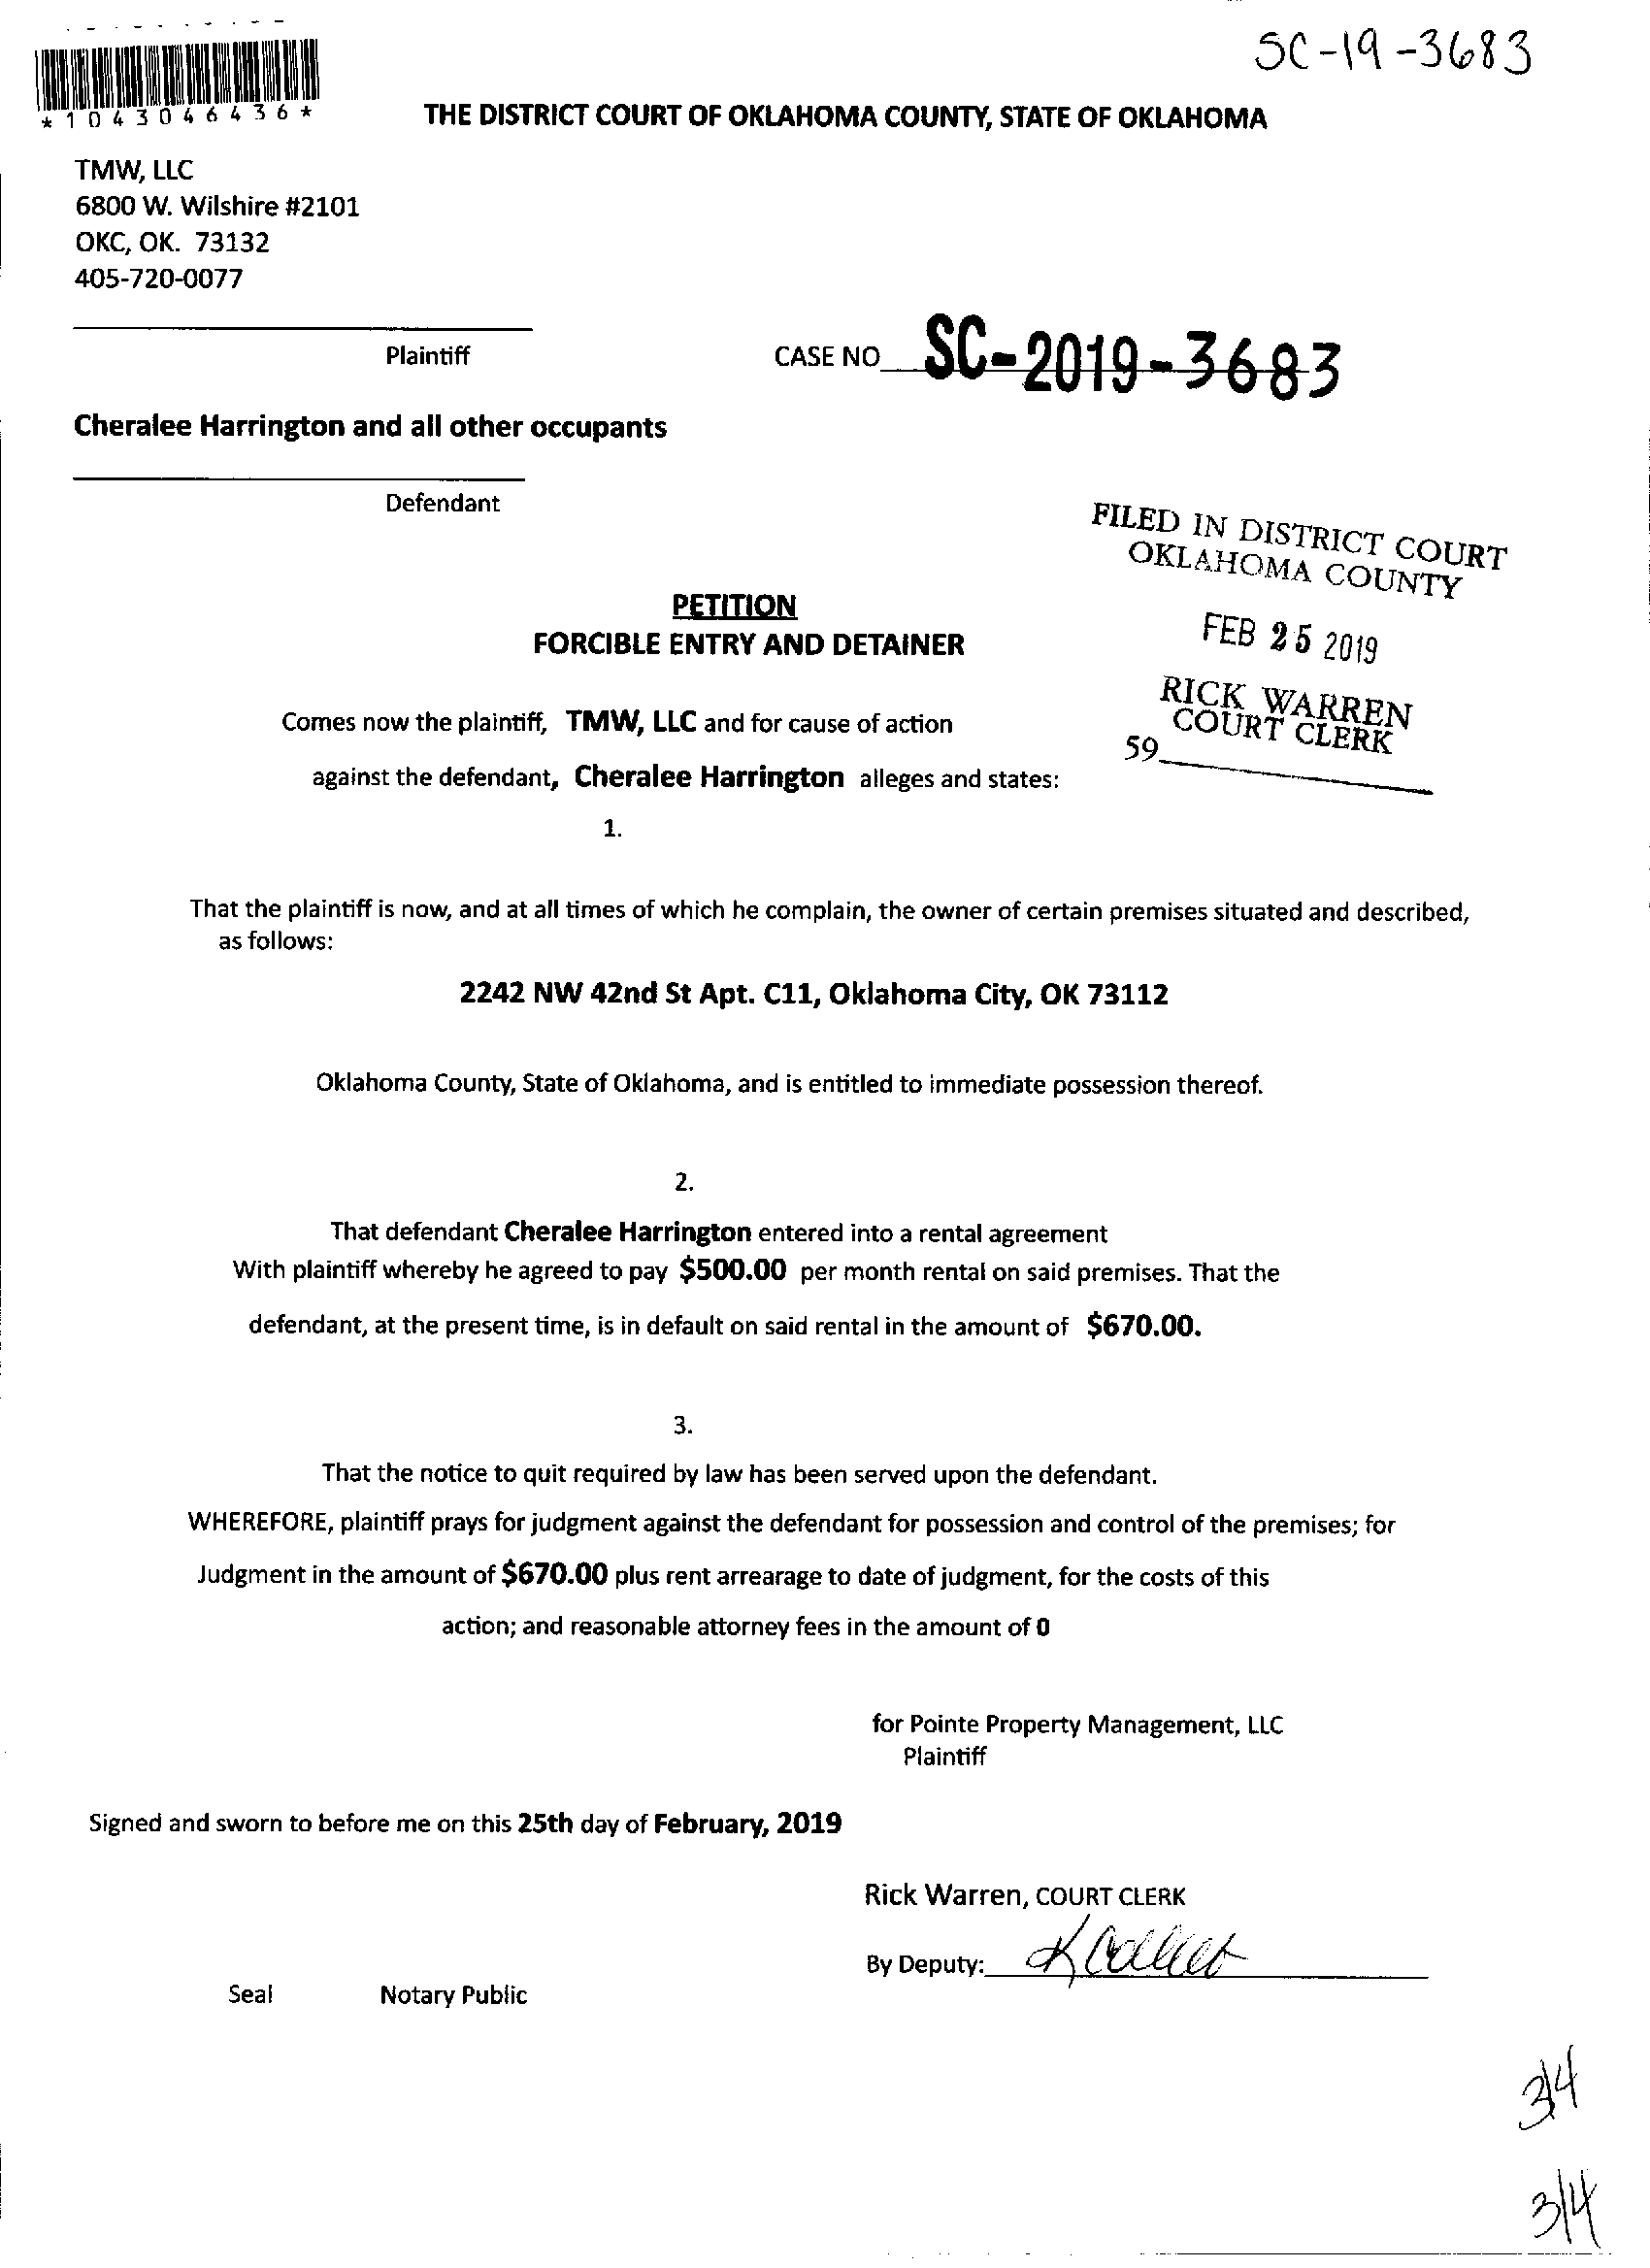 SC-19-3683
*1043046436*
THE DISTRICT COURT OF OKLAHOMA COUNTY, STATE OF OKLAHOMA
TMW, LLC
6800 W. Wilshire #2101
OKC, OK. 73132
405-720-0077
Plaintiff
CASE NO SC-2019-3683
Cheralee Harrington and all other occupants
Defendant
FILED IN DISTRICT COURT
OKLAHOMA COUNTY
FEB 25 2019
RICK WARREN
COURT CLERK
59
PETITION
FORCIBLE ENTRY AND DETAINER
Comes now the plaintiff, TMW, LLC and for cause of action
against the defendant, Cheralee Harrington alleges and states:
1.
That the plaintiff is now, and at all times of which he complain, the owner of certain premises situated and described,
as follows:
2242 NW 42nd St Apt. C11, Oklahoma City, OK 73112
Oklahoma County, State of Oklahoma, and is entitled to immediate possession thereof.
2.
That defendant Cheralee Harrington entered into a rental agreement
With plaintiff whereby he agreed to pay $500.00 per month rental on said premises. That the
defendant, at the present time, is in default on said rental in the amount of $670.00.
3.
That the notice to quit required by law has been served upon the defendant.
WHEREFORE, plaintiff prays for judgment against the defendant for possession and control of the premises; for
Judgment in the amount of $670.00 plus rent arrearage to date of judgment, for the costs of this
action; and reasonable attorney fees in the amount of 0
for Pointe Property Management, LLC
Plaintiff
Signed and sworn to before me on this 25th day of February, 2019
Rick Warren, COURT CLERK
By Deputy:
Seal Notary Public
3/4
3/4